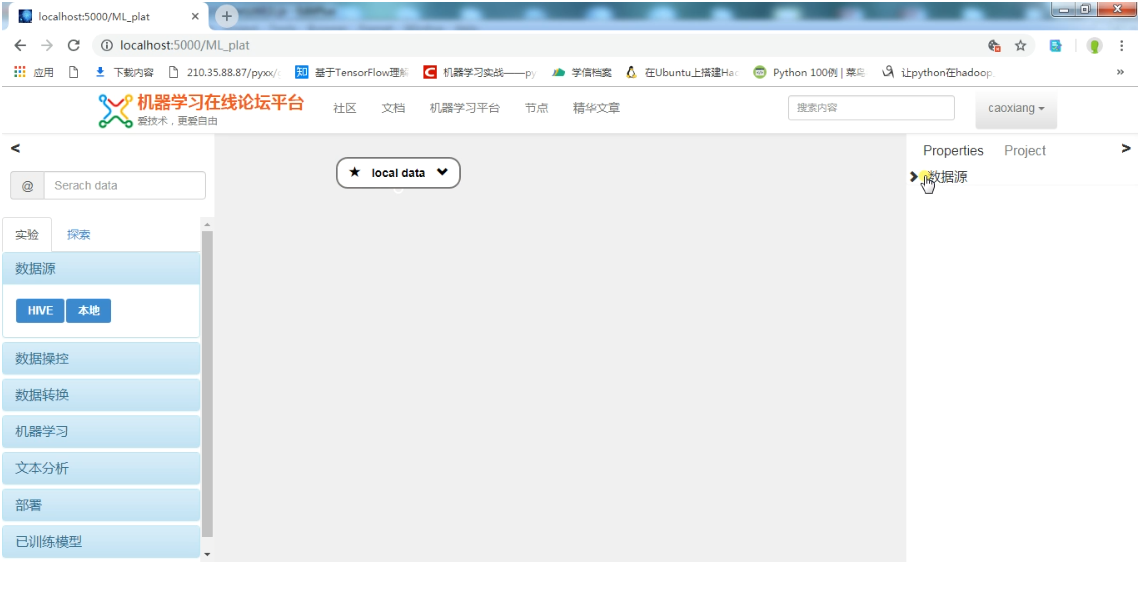 localhost:5000/ML_plat
localhost:5000/ML_plat
应用 下载内容 210.35.88.87/pyxx/ 知 基于TensorFlow理解 C 机器学习实战——py 学信档案 在Ubuntu上搭建Had Python 100例 | 菜鸟 让python在hadoop
机器学习在线论坛平台
爱技术，更爱自由
社区 文档 机器学习平台 节点 精华文章
搜索内容
caoxiang
<
Properties Project >
@ Serach data
local data
数据源
实验 探索
数据源
HIVE 本地
数据操控
数据转换
机器学习
文本分析
部署
已训练模型